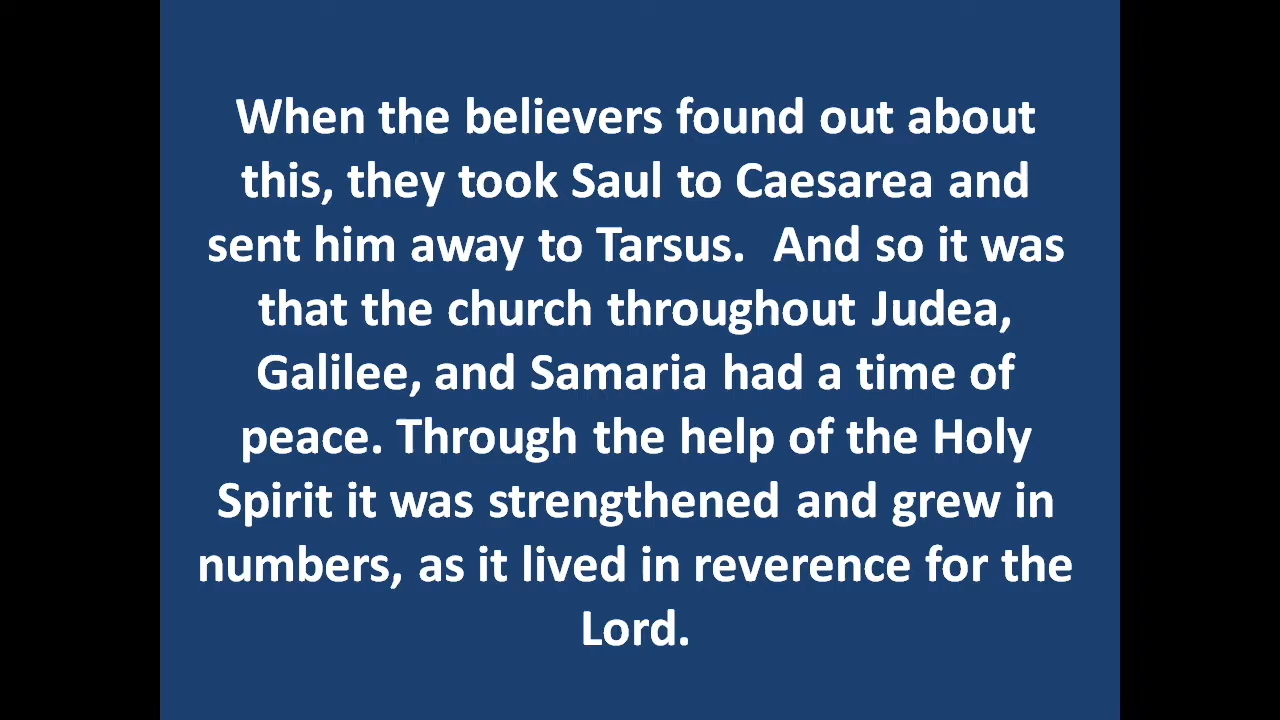 When the believers found out about
this, they took Saul to Caesarea and
sent him away to Tarsus.  And so it was
that the church throughout Judea,
Galilee, and Samaria had a time of
peace. Through the help of the Holy
Spirit it was strengthened and grew in
numbers, as it lived in reverence for the
Lord.